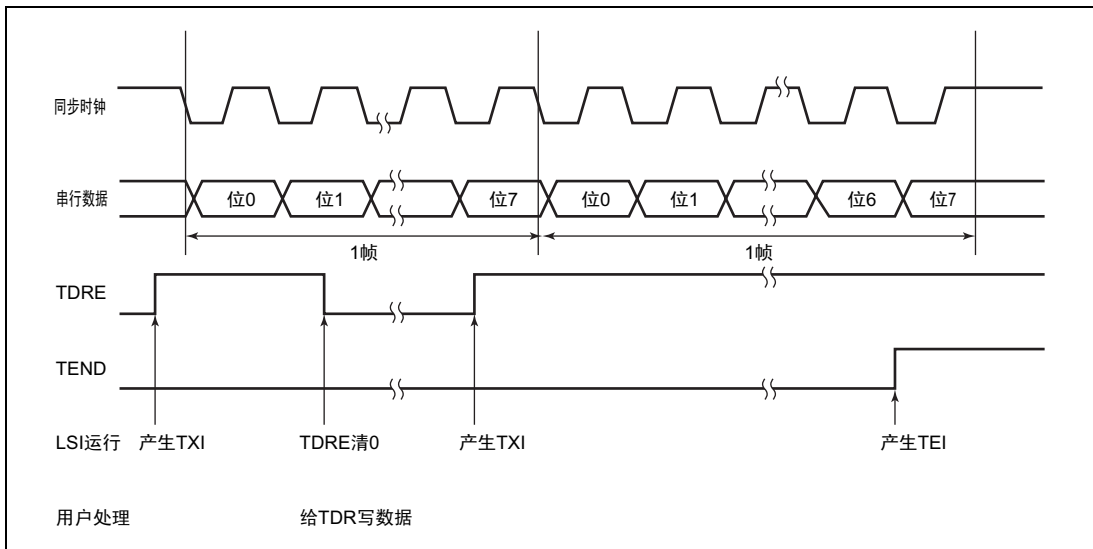 同步时钟
串行数据 位0 位1 位7 位0 位1 位6 位7
1帧 1帧
TDRE
TEND
LSI运行 产生TXI TDRE清0 产生TXI 产生TEI
用户处理 给TDR写数据